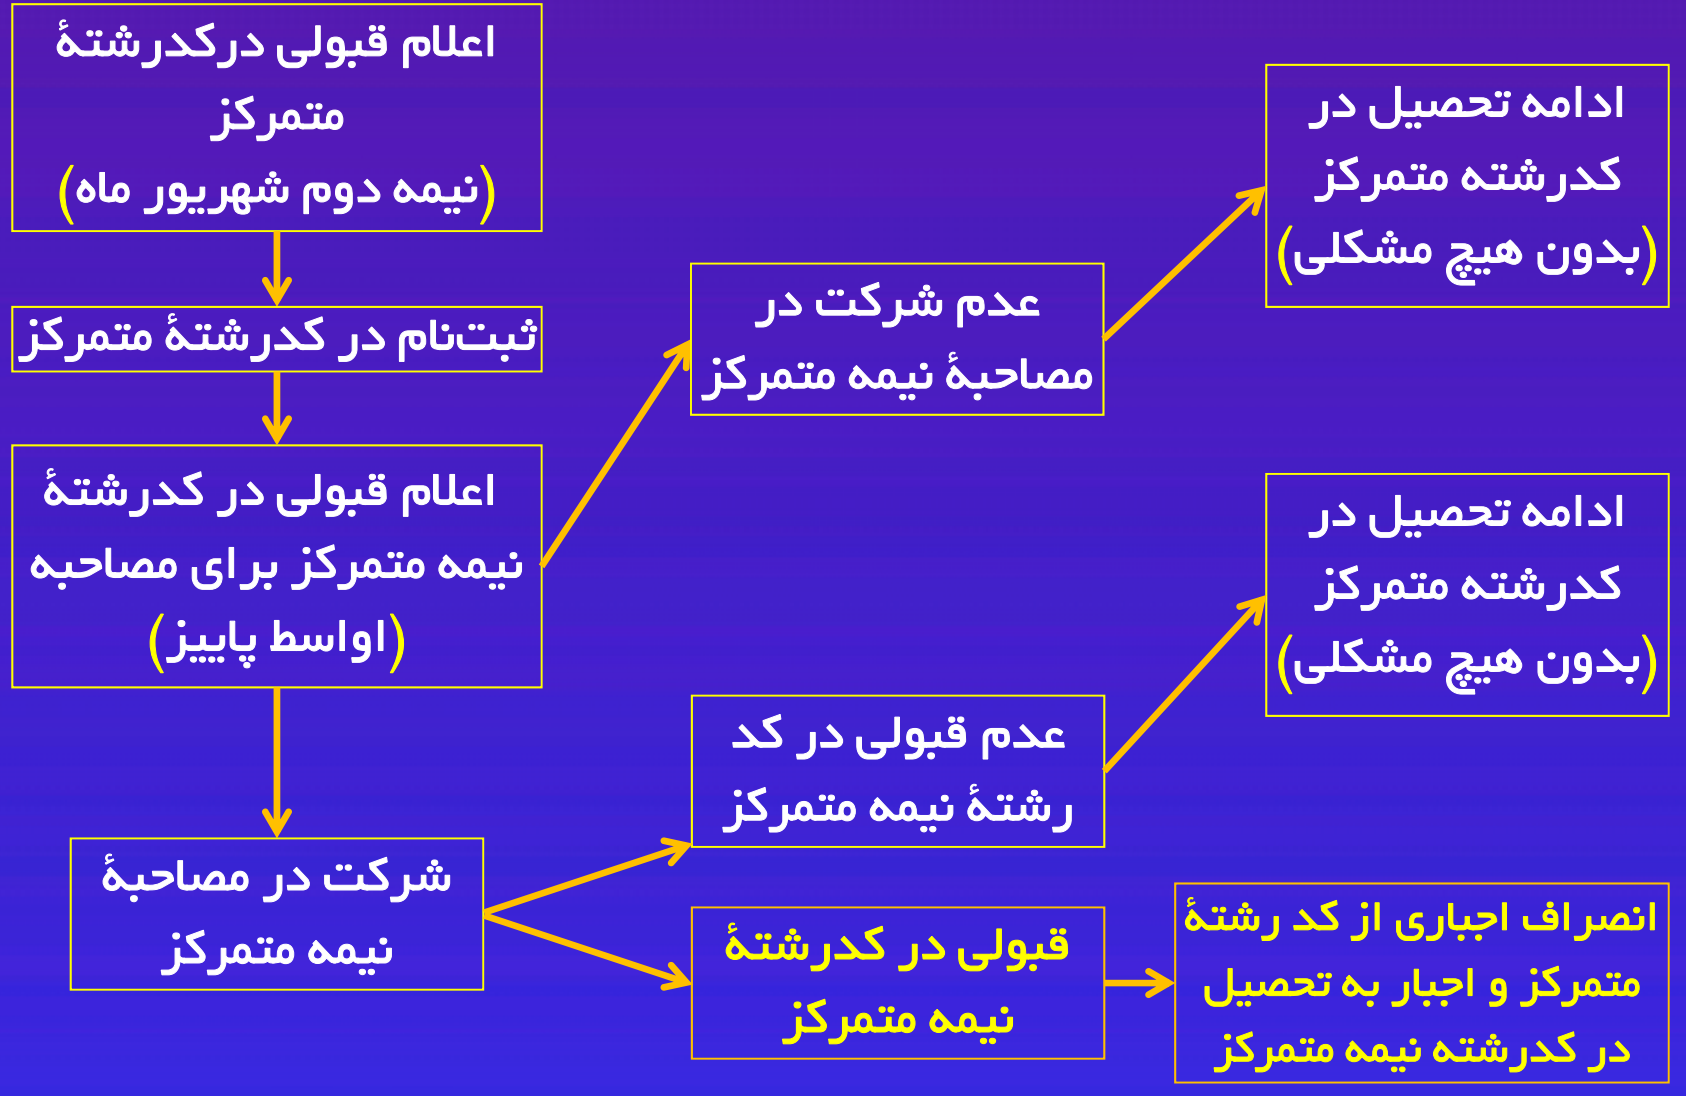 اعلام قبولی درکدرشتهٔ
متمرکز
(نیمه دوم شهریور ماه)
ثبت‌نام در کدرشتهٔ متمرکز
اعلام قبولی در کدرشتهٔ
نیمه متمرکز برای مصاحبه
(اواسط پاییز)
شرکت در مصاحبهٔ
نیمه متمرکز
عدم شرکت در
مصاحبهٔ نیمه متمرکز
ادامه تحصیل در
کدرشته متمرکز
(بدون هیچ مشکلی)
عدم قبولی در کد
رشتهٔ نیمه متمرکز
ادامه تحصیل در
کدرشته متمرکز
(بدون هیچ مشکلی)
قبولی در کدرشتهٔ
نیمه متمرکز
انصراف اجباری از کد رشتهٔ
متمرکز و اجبار به تحصیل
در کدرشته نیمه متمرکز